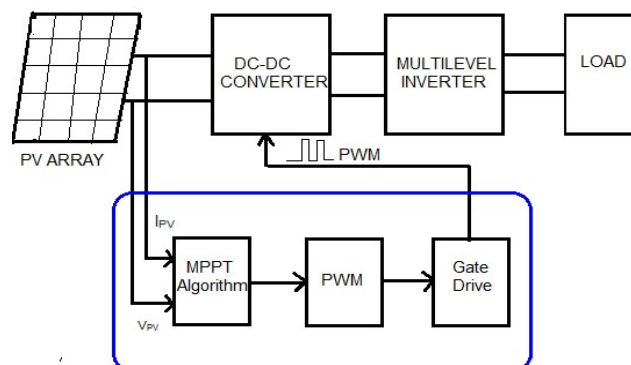 DC-DC
CONVERTER
MULTILEVEL
INVERTER
LOAD
PV ARRAY
PWM
IPV
MPPT
Algorithm
PWM
Gate
Drive
VPV